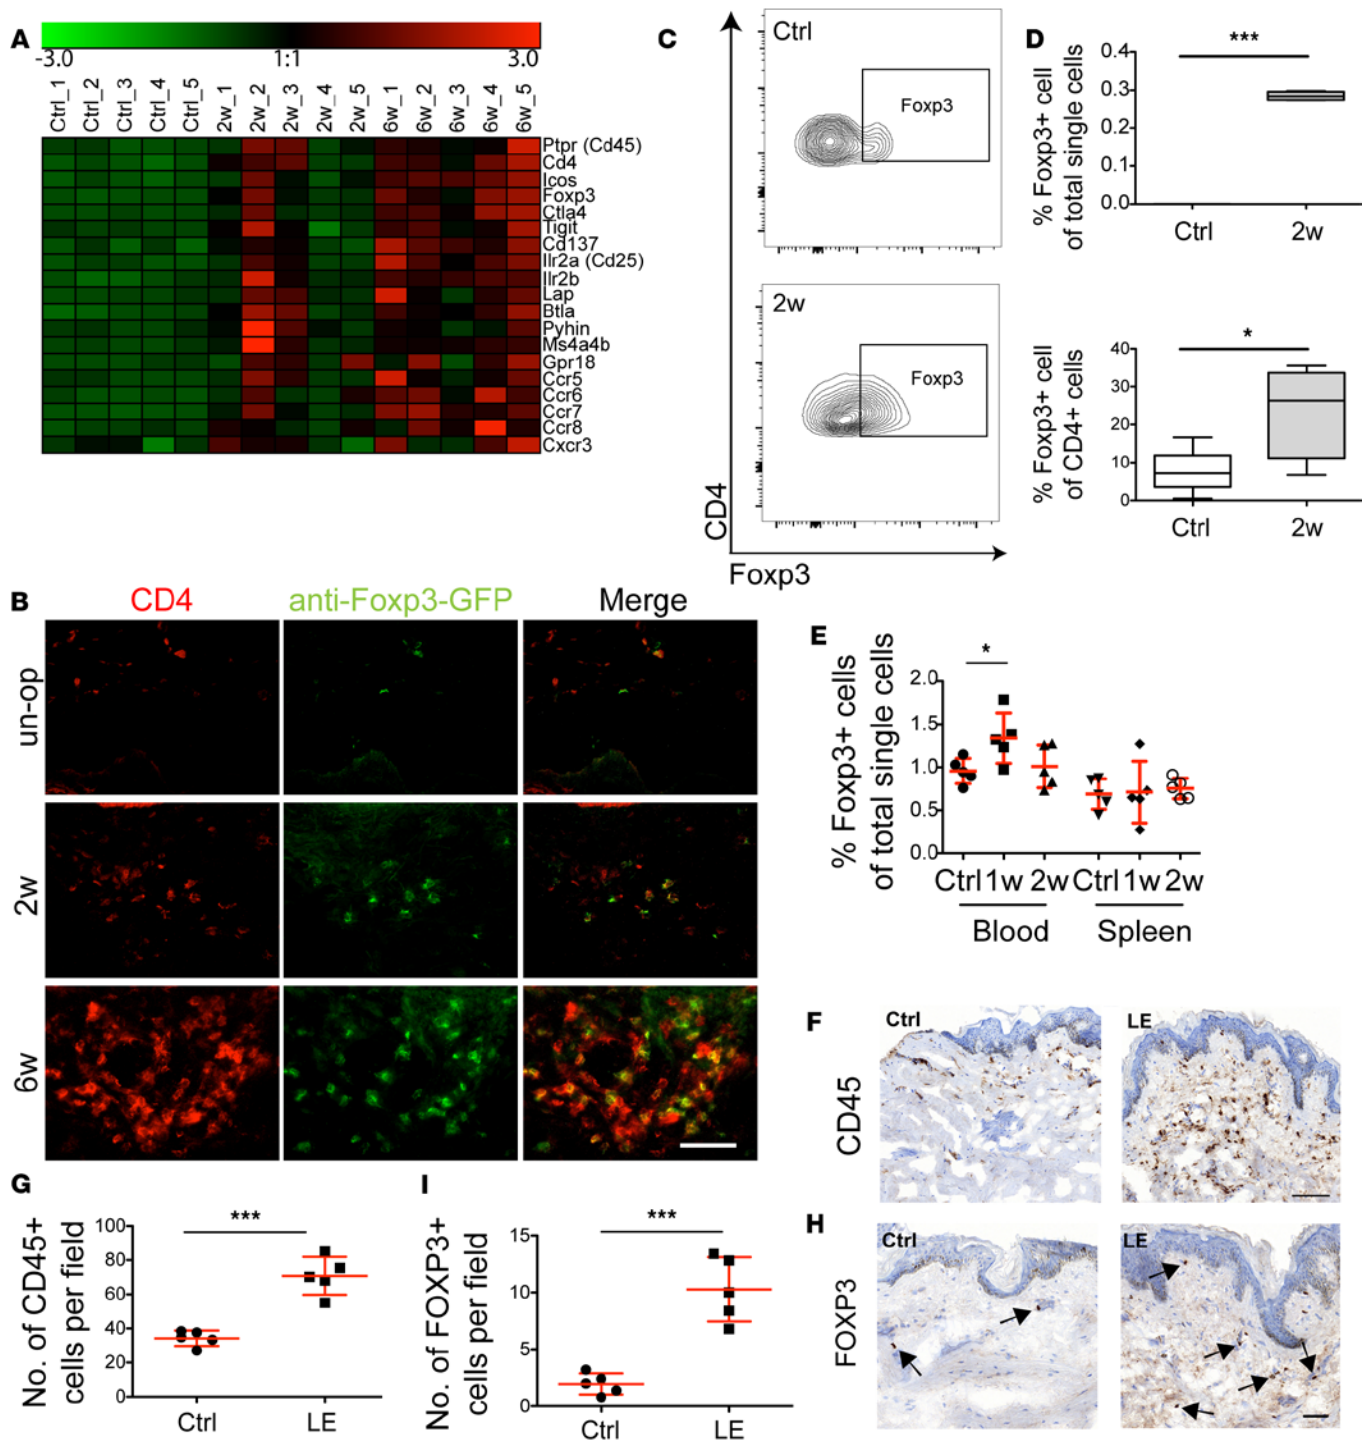 A
-3.0 1:1 3.0
Ctrl_1 Ctrl_2 Ctrl_3 Ctrl_4 Ctrl_5 2w_1 2w_2 2w_3 2w_4 2w_5 6w_1 6w_2 6w_3 6w_4 6w_5
Ptpr (Cd45)
Cd4
Icos
Foxp3
Ctla4
Tigit
Cd137
Ilr2a (Cd25)
Ilr2b
Lap
Btla
Pyhin
Ms4a4b
Gpr18
Ccr5
Ccr6
Ccr7
Ccr8
Cxcr3
B
CD4 anti-Foxp3-GFP Merge
un-op
2w
6w
C
Ctrl
Foxp3
2w
Foxp3
CD4
Foxp3
D
% Foxp3+ cell
of total single cells
***
0.4
0.3
0.2
0.1
0.0
Ctrl 2w
% Foxp3+ cell
of CD4+ cells
*
40
30
20
10
0
Ctrl 2w
E
% Foxp3+ cells
of total single cells
*
2.0
1.5
1.0
0.5
0.0
Ctrl 1w 2w Ctrl 1w 2w
Blood Spleen
F
CD45
Ctrl
LE
G
No. of CD45+
cells per field
***
100
80
60
40
20
0
Ctrl LE
H
FOXP3
Ctrl
LE
I
No. of FOXP3+
cells per field
***
15
10
5
0
Ctrl LE